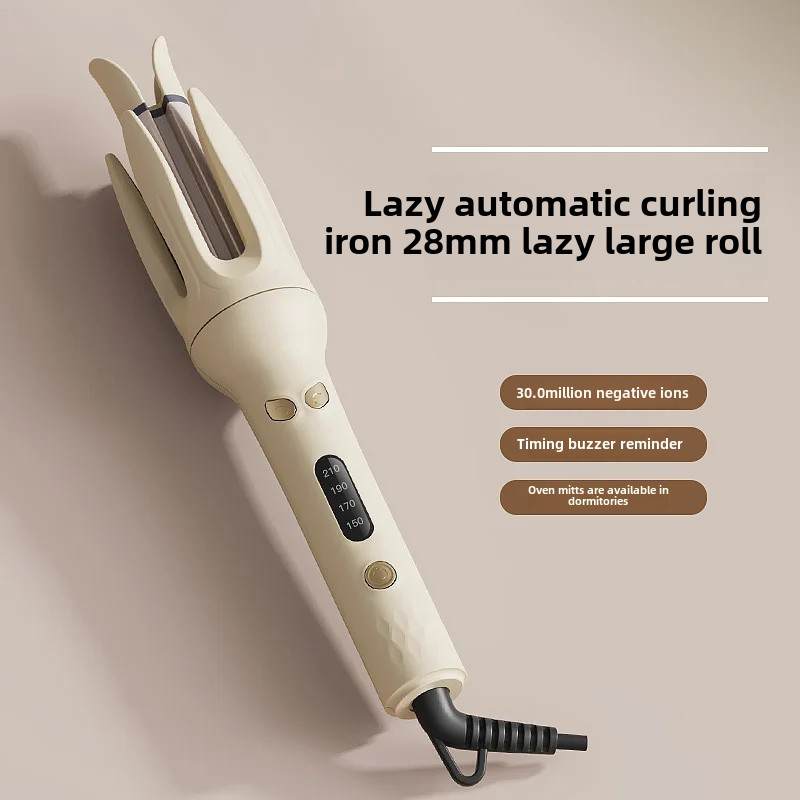 Lazy automatic curling
iron 28mm lazy large roll
30.0million negative ions
Timing buzzer reminder
Oven mitts are available in
dormitories
210
190
170
150